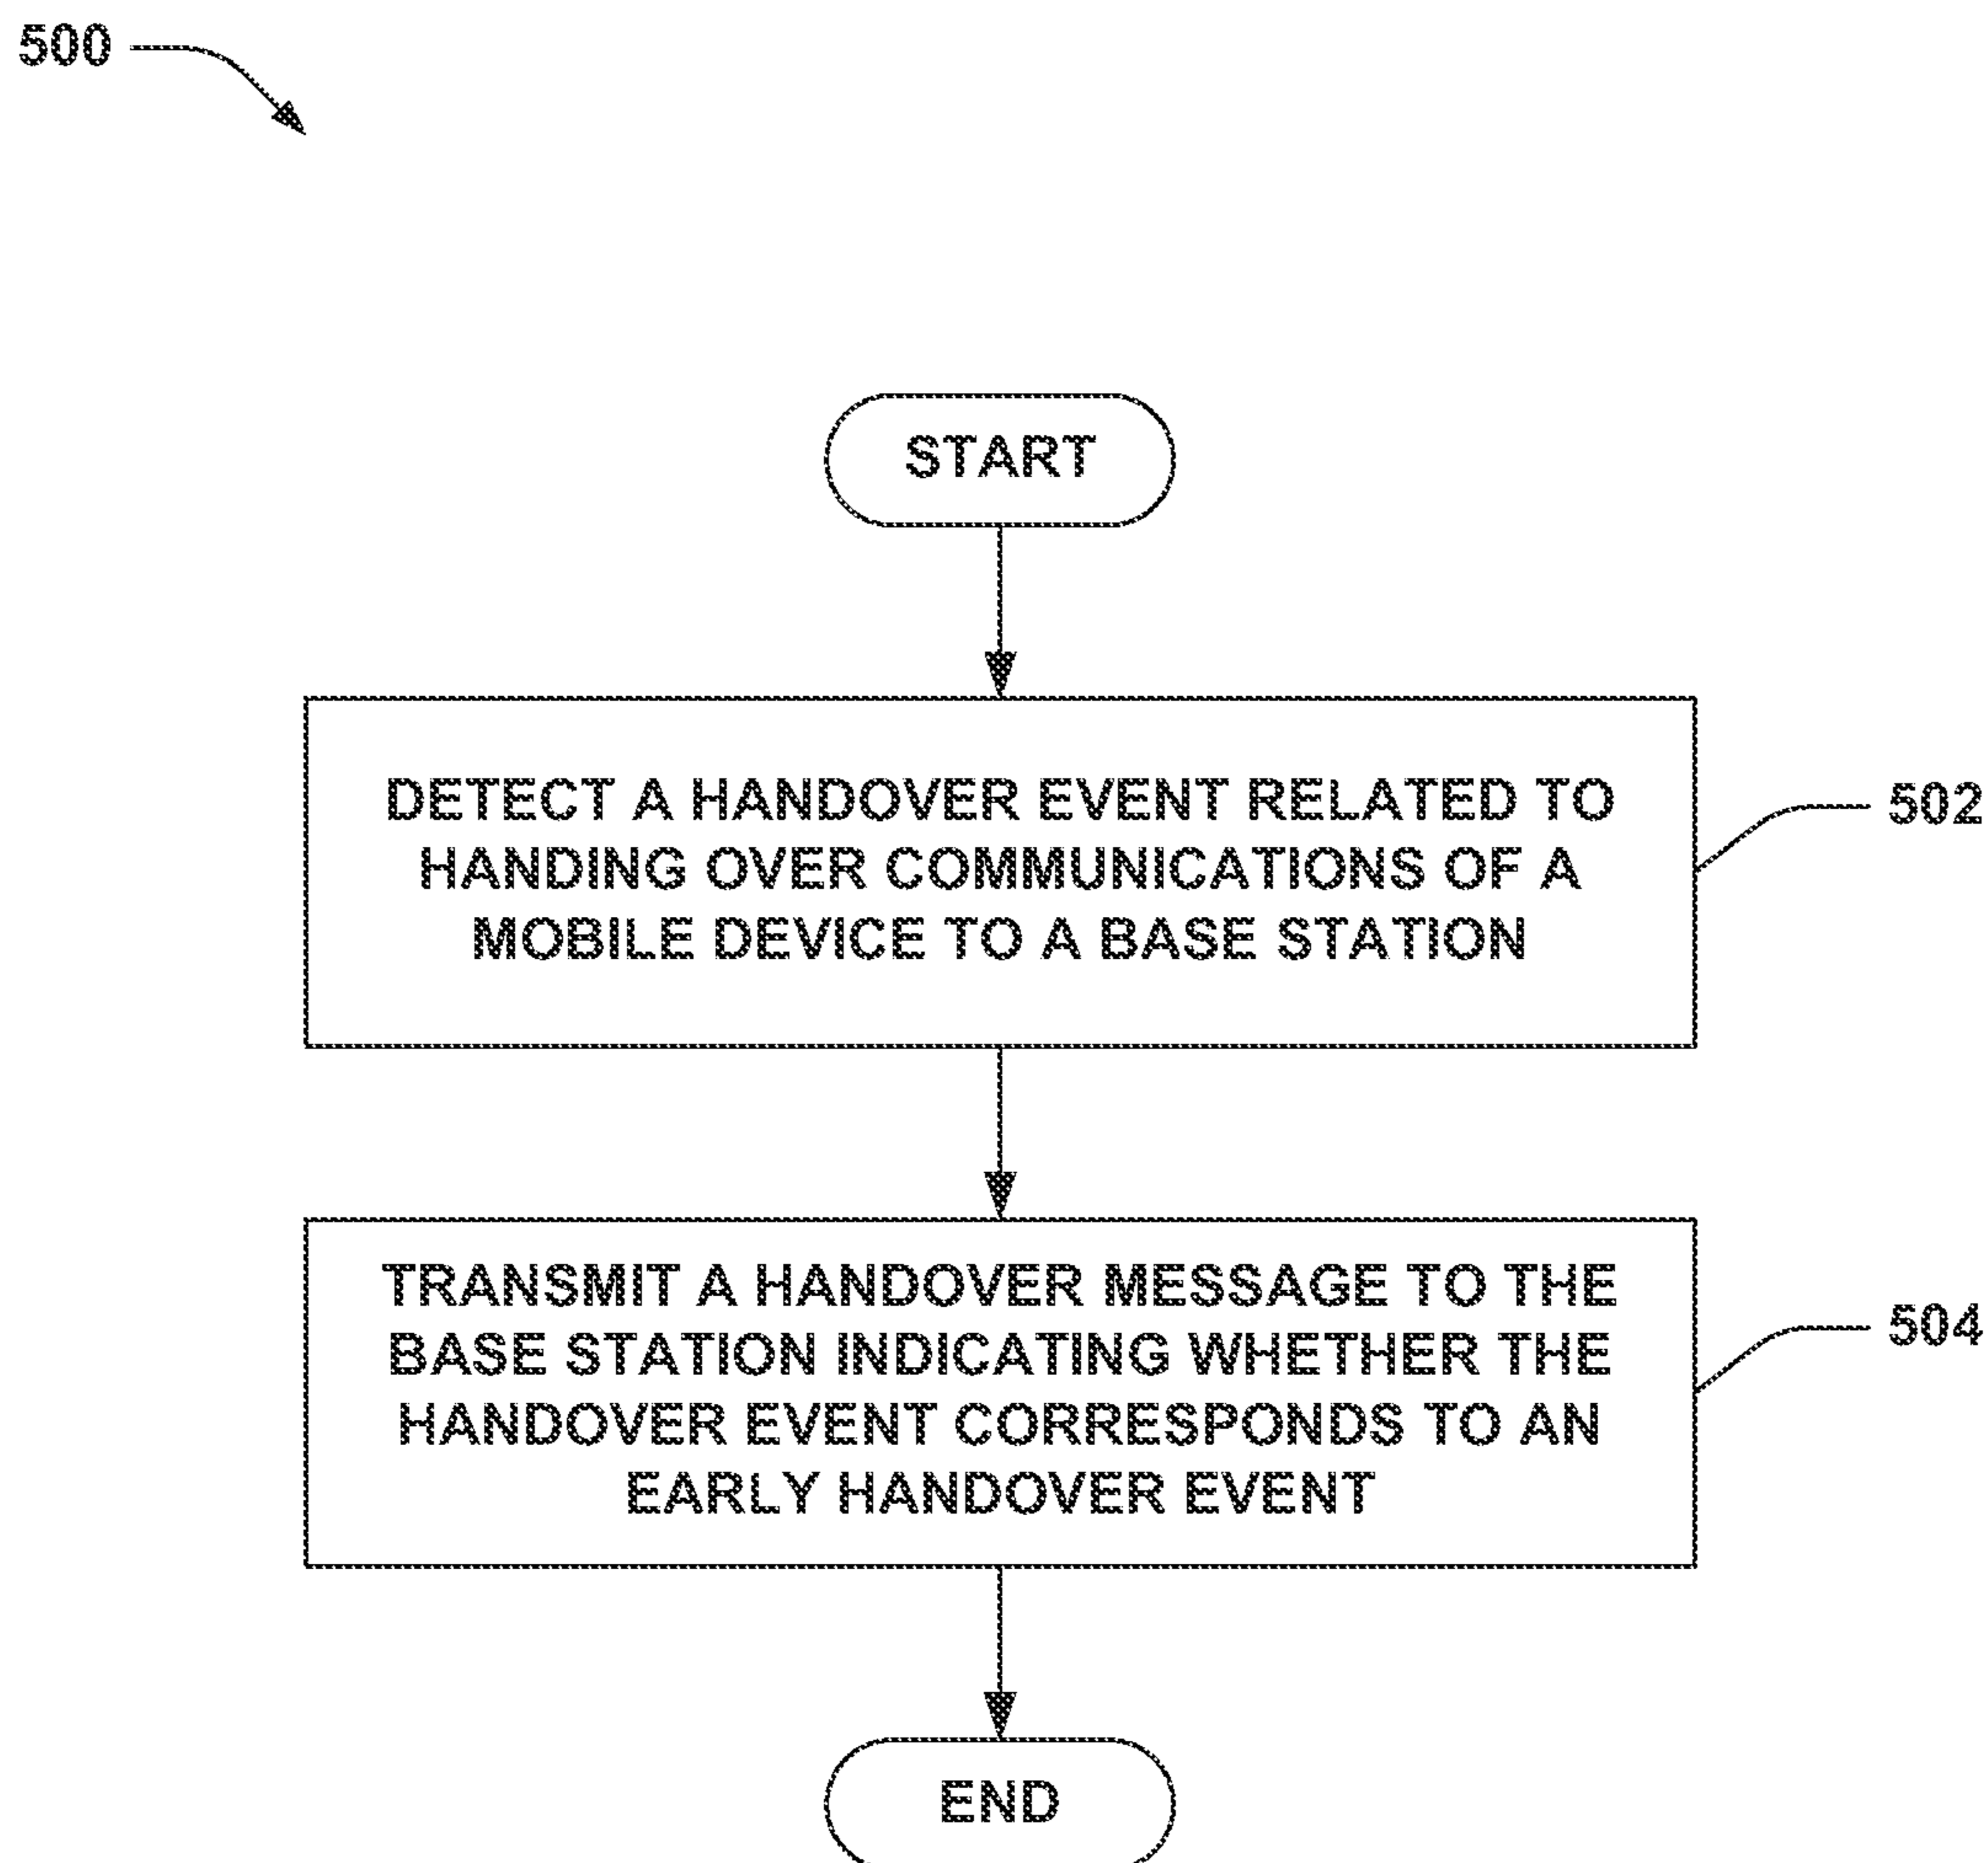 500
START
DETECT A HANDOVER EVENT RELATED TO
HANDING OVER COMMUNICATIONS OF A
MOBILE DEVICE TO A BASE STATION
502
TRANSMIT A HANDOVER MESSAGE TO THE
BASE STATION INDICATING WHETHER THE
HANDOVER EVENT CORRESPONDS TO AN
EARLY HANDOVER EVENT
504
END